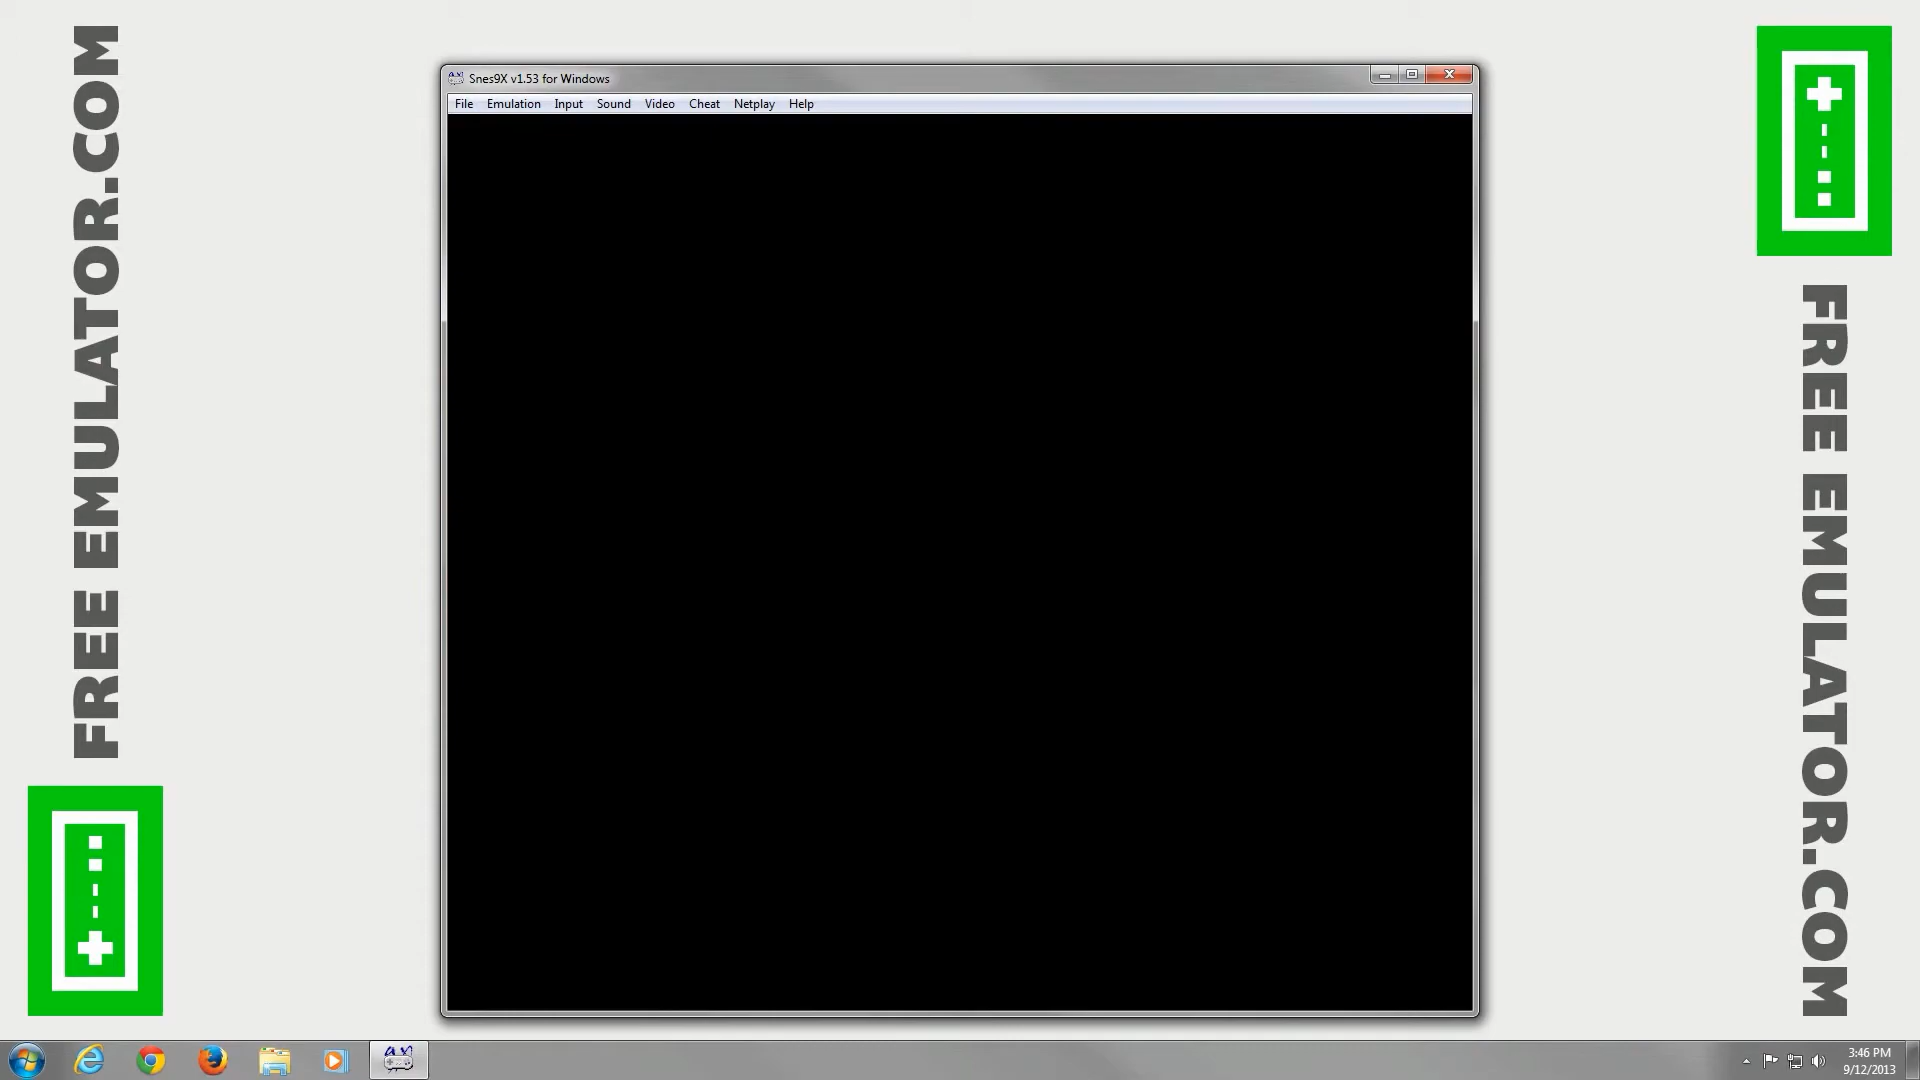 FREE EMULATOR.COM
Snes9X v1.53 for Windows
File Emulation Input Sound Video Cheat Netplay Help
FREE EMULATOR.COM
3:46 PM
9/12/2013